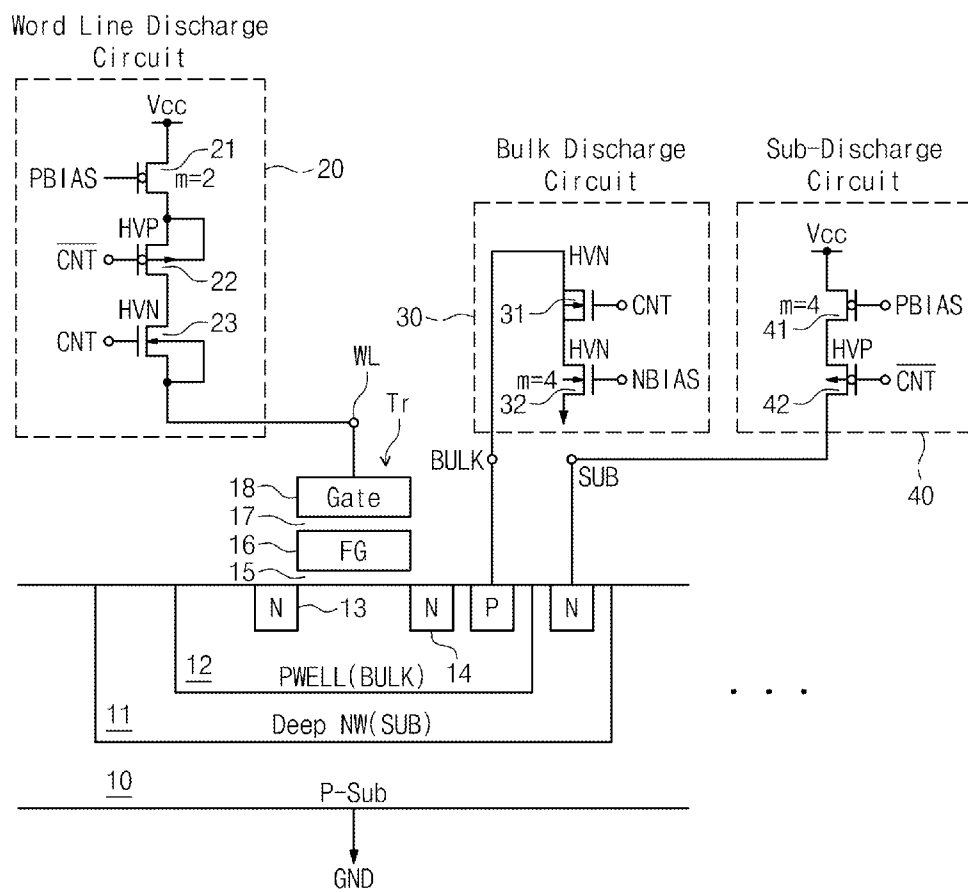 Word Line Discharge
Circuit
Vcc
21
PBIAS
m=2
20
HVP
CNT
22
HVN
23
CNT
WL
Tr
Bulk Discharge
Circuit
HVN
30
31
CNT
HVN
m=4
NBIAS
32
BULK
Sub-Discharge
Circuit
Vcc
m=4
PBIAS
41
HVP
CNT
42
SUB
40
18
Gate
17
16
FG
15
N
13
N
P
N
14
12
PWELL(BULK)
11
Deep NW(SUB)
. . .
10
P-Sub
GND